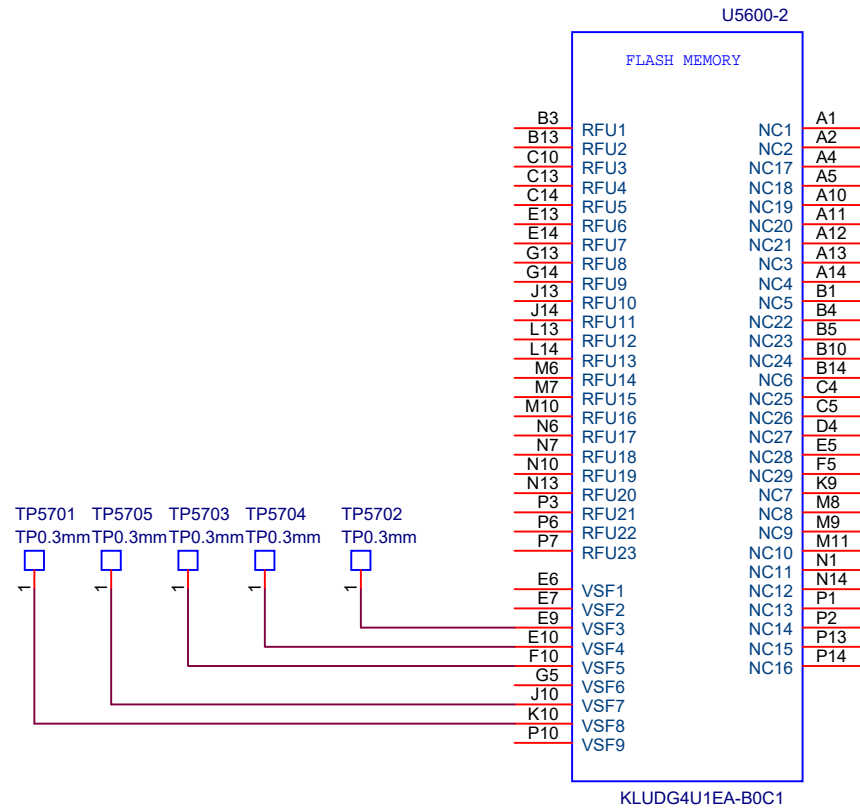 U5600-2
FLASH MEMORY
B3 RFU1 NC1 A1
B13 RFU2 NC2 A2
C10 RFU3 NC17 A4
C13 RFU4 NC18 A5
C14 RFU5 NC19 A10
E13 RFU6 NC20 A11
E14 RFU7 NC21 A12
G13 RFU8 NC3 A13
G14 RFU9 NC4 A14
J13 RFU10 NC5 B1
J14 RFU11 NC22 B4
L13 RFU12 NC23 B5
L14 RFU13 NC24 B10
M6 RFU14 NC6 B14
M7 RFU15 NC25 C4
M10 RFU16 NC26 C5
N6 RFU17 NC27 D4
N7 RFU18 NC28 E5
N10 RFU19 NC29 F5
N13 RFU20 NC7 K9
P3 RFU21 NC8 M8
P6 RFU22 NC9 M9
P7 RFU23 NC10 M11
NC11 N1
E6 VSF1 NC12 N14
E7 VSF2 NC13 P1
E9 VSF3 NC14 P2
E10 VSF4 NC15 P13
F10 VSF5 NC16 P14
G5 VSF6
J10 VSF7
K10 VSF8
P10 VSF9
TP5701 TP5705 TP5703 TP5704 TP5702
TP0.3mm TP0.3mm TP0.3mm TP0.3mm TP0.3mm
1 1 1 1 1
KLUDG4U1EA-B0C1